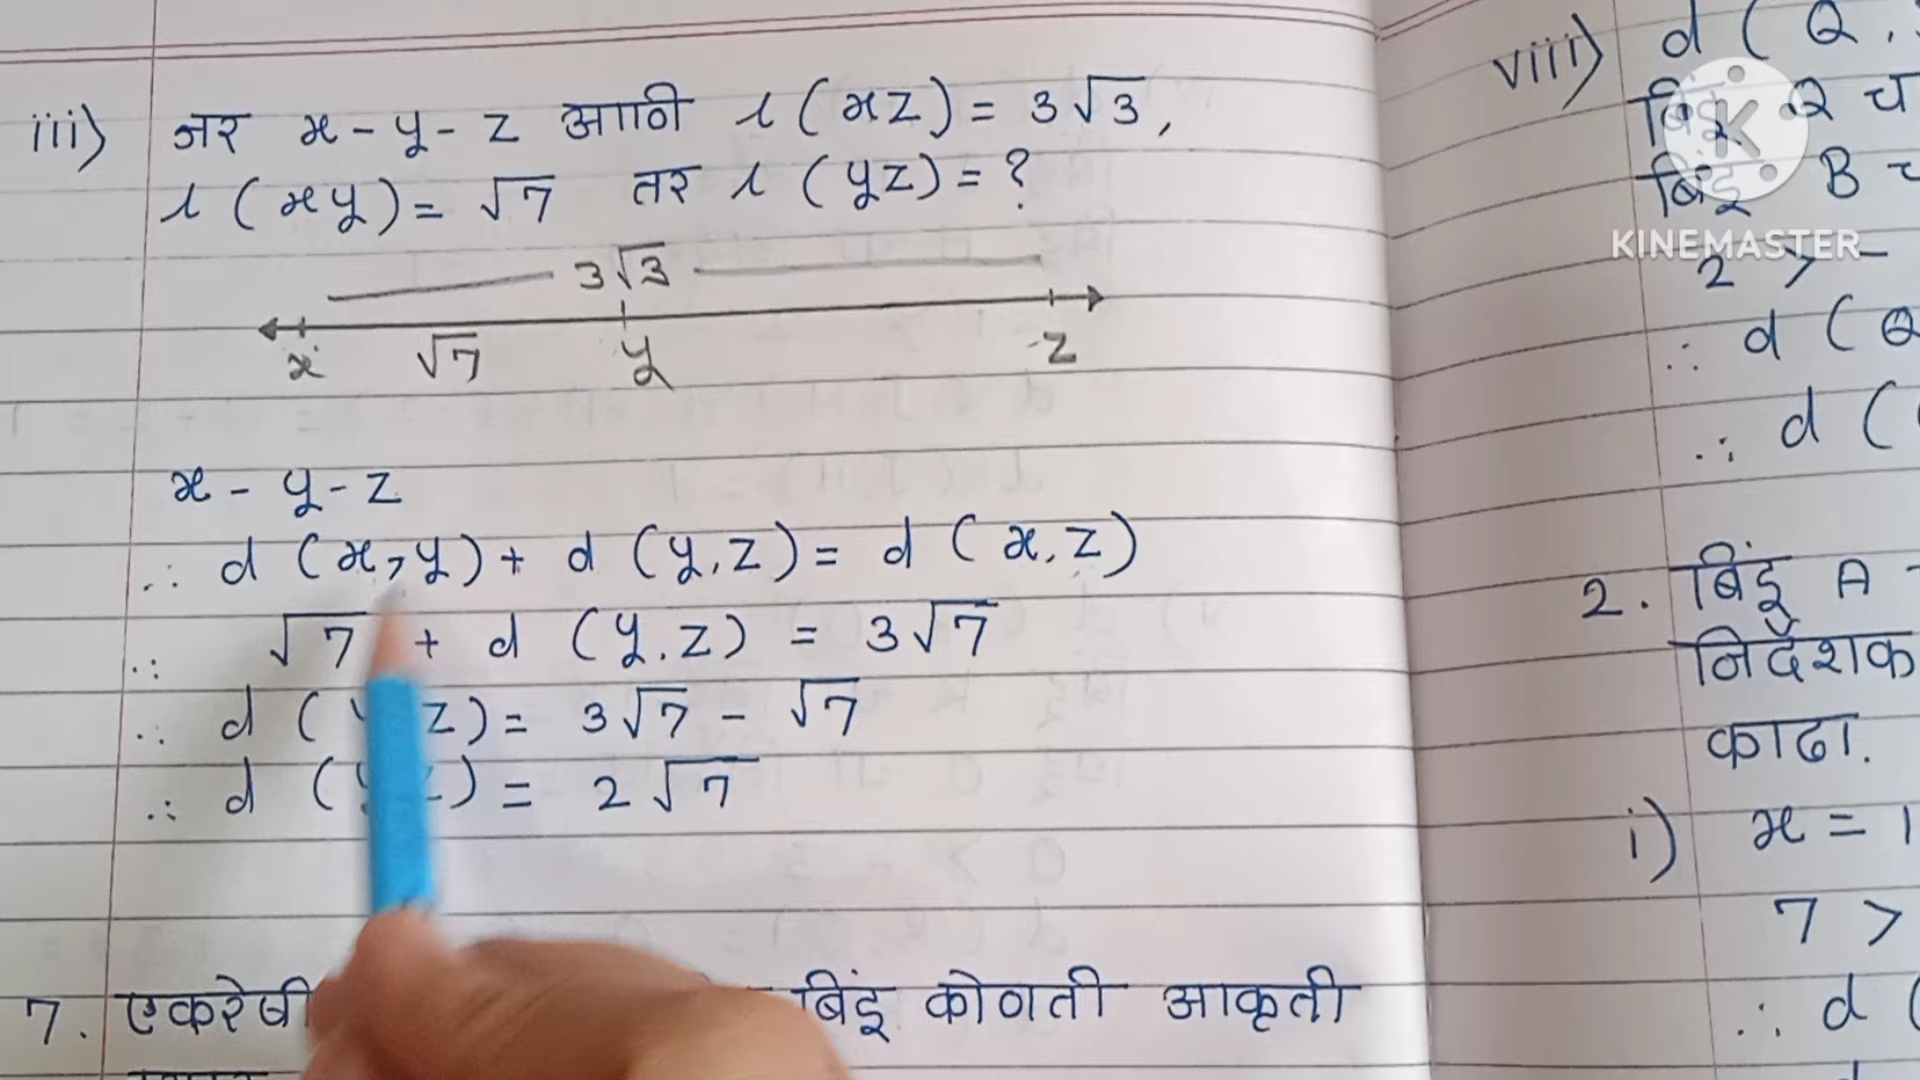 iii) जर x - y - z आणि l (xz) = 3√3,
l (xy) = √7 तर l (yz) = ?
3√3
x √7 y z
x - y - z
∴ d (x, y) + d (y, z) = d (x, z)
∴ √7 + d (y, z) = 3√7
∴ d ( z) = 3√7 - √7
∴ d ( ) = 2√7
7. बिंदू कोणती आकृती
viii) d ( Q,
बिंदू Q च
बिंदू B च
2 > -
∴ d ( Q
∴ d (
2. बिंदू A
निर्देशक
काढा.
i) x = 1
7 >
∴ d (
KINEMASTER